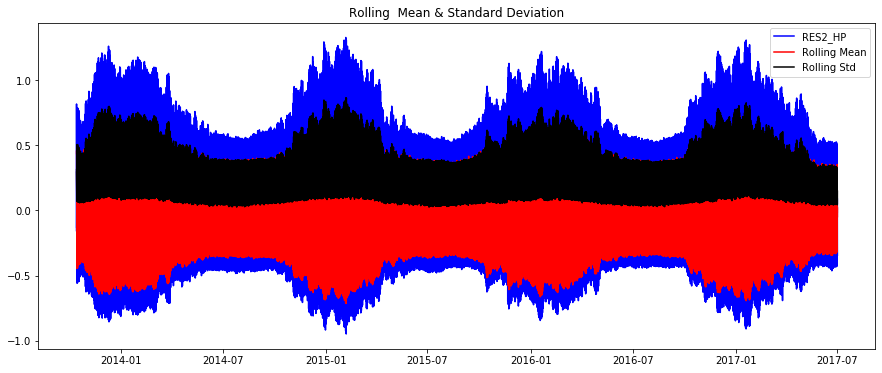 Rolling  Mean & Standard Deviation
RES2_HP
Rolling Mean
Rolling Std
1.0
0.5
0.0
−0.5
−1.0
2014-01 2014-07 2015-01 2015-07 2016-01 2016-07 2017-01 2017-07